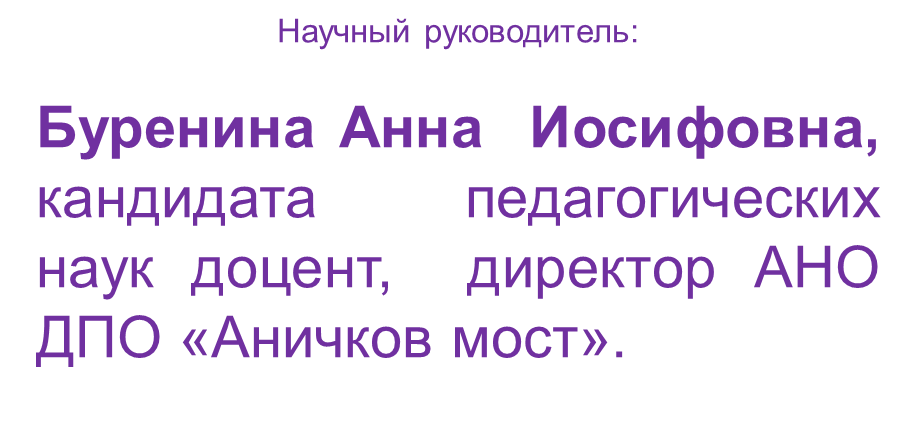 Научный руководитель:
Буренина Анна Иосифовна,
кандидата педагогических
наук доцент, директор АНО
ДПО «Аничков мост».